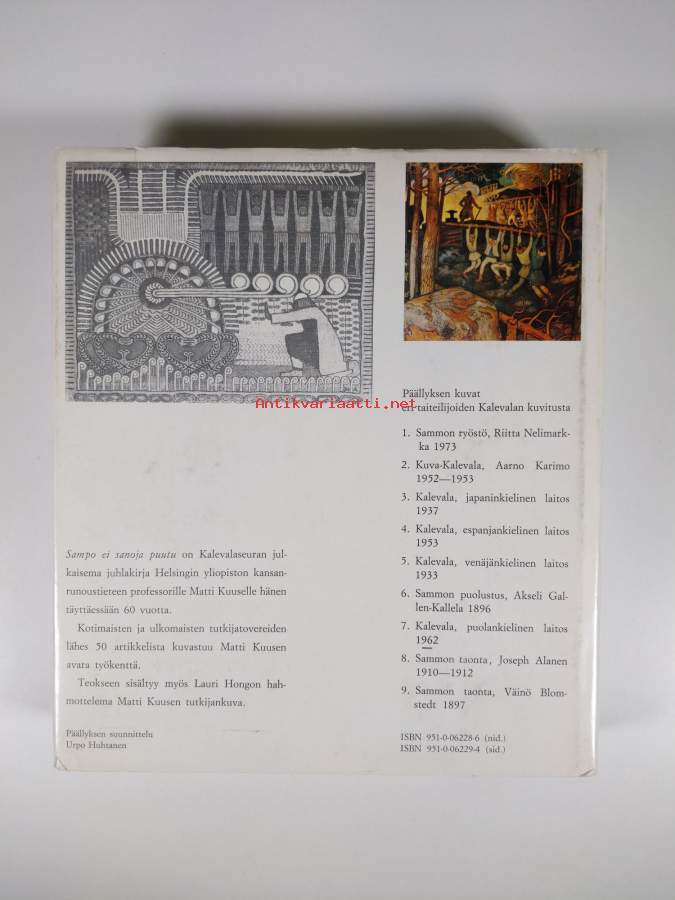 Päällyksen kuvat
eri taiteilijoiden Kalevalan kuvitusta
Antikvariaatti.net
1. Sammon ryöstö, Riitta Nelimark-
ka 1973
2. Kuva-Kalevala, Aarno Karimo
1952—1953
3. Kalevala, japaninkielinen laitos
1937
4. Kalevala, espanjankielinen laitos
1953
5. Kalevala, venäjänkielinen laitos
1933
6. Sammon puolustus, Akseli Gal-
len-Kallela 1896
7. Kalevala, puolankielinen laitos
1962
8. Sammon taonta, Joseph Alanen
1910—1912
9. Sammon taonta, Väinö Blom-
stedt 1897
Sampo ei sanoja puutu on Kalevalaseuran jul-
kaisema juhlakirja Helsingin yliopiston kansan-
runoustieteen professorille Matti Kuuselle hänen
täyttäessään 60 vuotta.
Kotimaisten ja ulkomaisten tutkijatovereiden
lähes 50 artikkelira kuvastuu Matti Kuusen
avara työkenttä.
Teokseen sisältyy myös Lauri Hongon hah-
mottelema Matti Kuusen tutkijankuva.
Päällyksen suunnittelu
Urpo Huhtanen
ISBN 951-0-06228-6 (nid.)
ISBN 951-0-06229-4 (sid.)